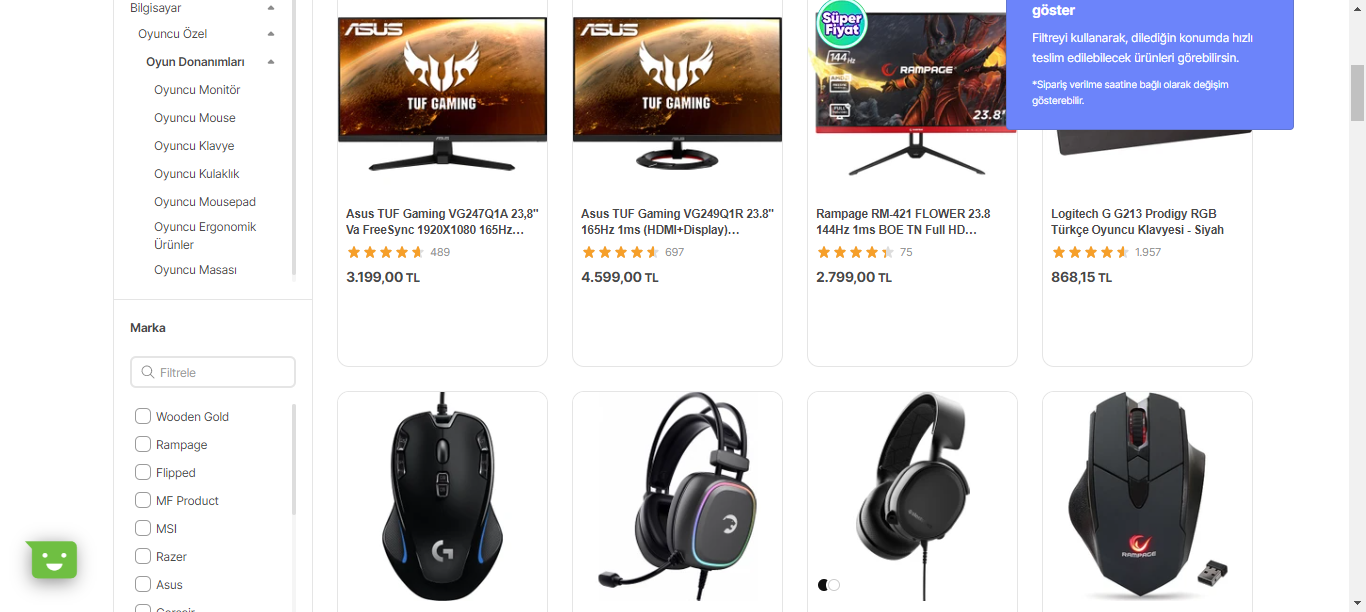 Bilgisayar
Oyuncu Özel
Oyun Donanımları
Oyuncu Monitör
Oyuncu Mouse
Oyuncu Klavye
Oyuncu Kulaklık
Oyuncu Mousepad
Oyuncu Ergonomik
Ürünler
Oyuncu Masası
Marka
Filtrele
Wooden Gold
Rampage
Flipped
MF Product
MSI
Razer
Asus
ASUS
TUF GAMING
Asus TUF Gaming VG247Q1A 23,8"
Va FreeSync 1920X1080 165Hz...
489
3.199,00 TL
ASUS
TUF GAMING
Asus TUF Gaming VG249Q1R 23.8"
165Hz 1ms (HDMI+Display)...
697
4.599,00 TL
Süper
Fiyat
144Hz
RAMPAGE
23.8"
Rampage RM-421 FLOWER 23.8
144Hz 1ms BOE TN Full HD...
75
2.799,00 TL
göster
Filtreyi kullanarak, dilediğin konumda hızlı
teslim edilebilecek ürünleri görebilirsin.
*Sipariş verilme saatine bağlı olarak değişim
gösterebilir.
Logitech G G213 Prodigy RGB
Türkçe Oyuncu Klavyesi - Siyah
1.957
868,15 TL
G
RAMPAGE